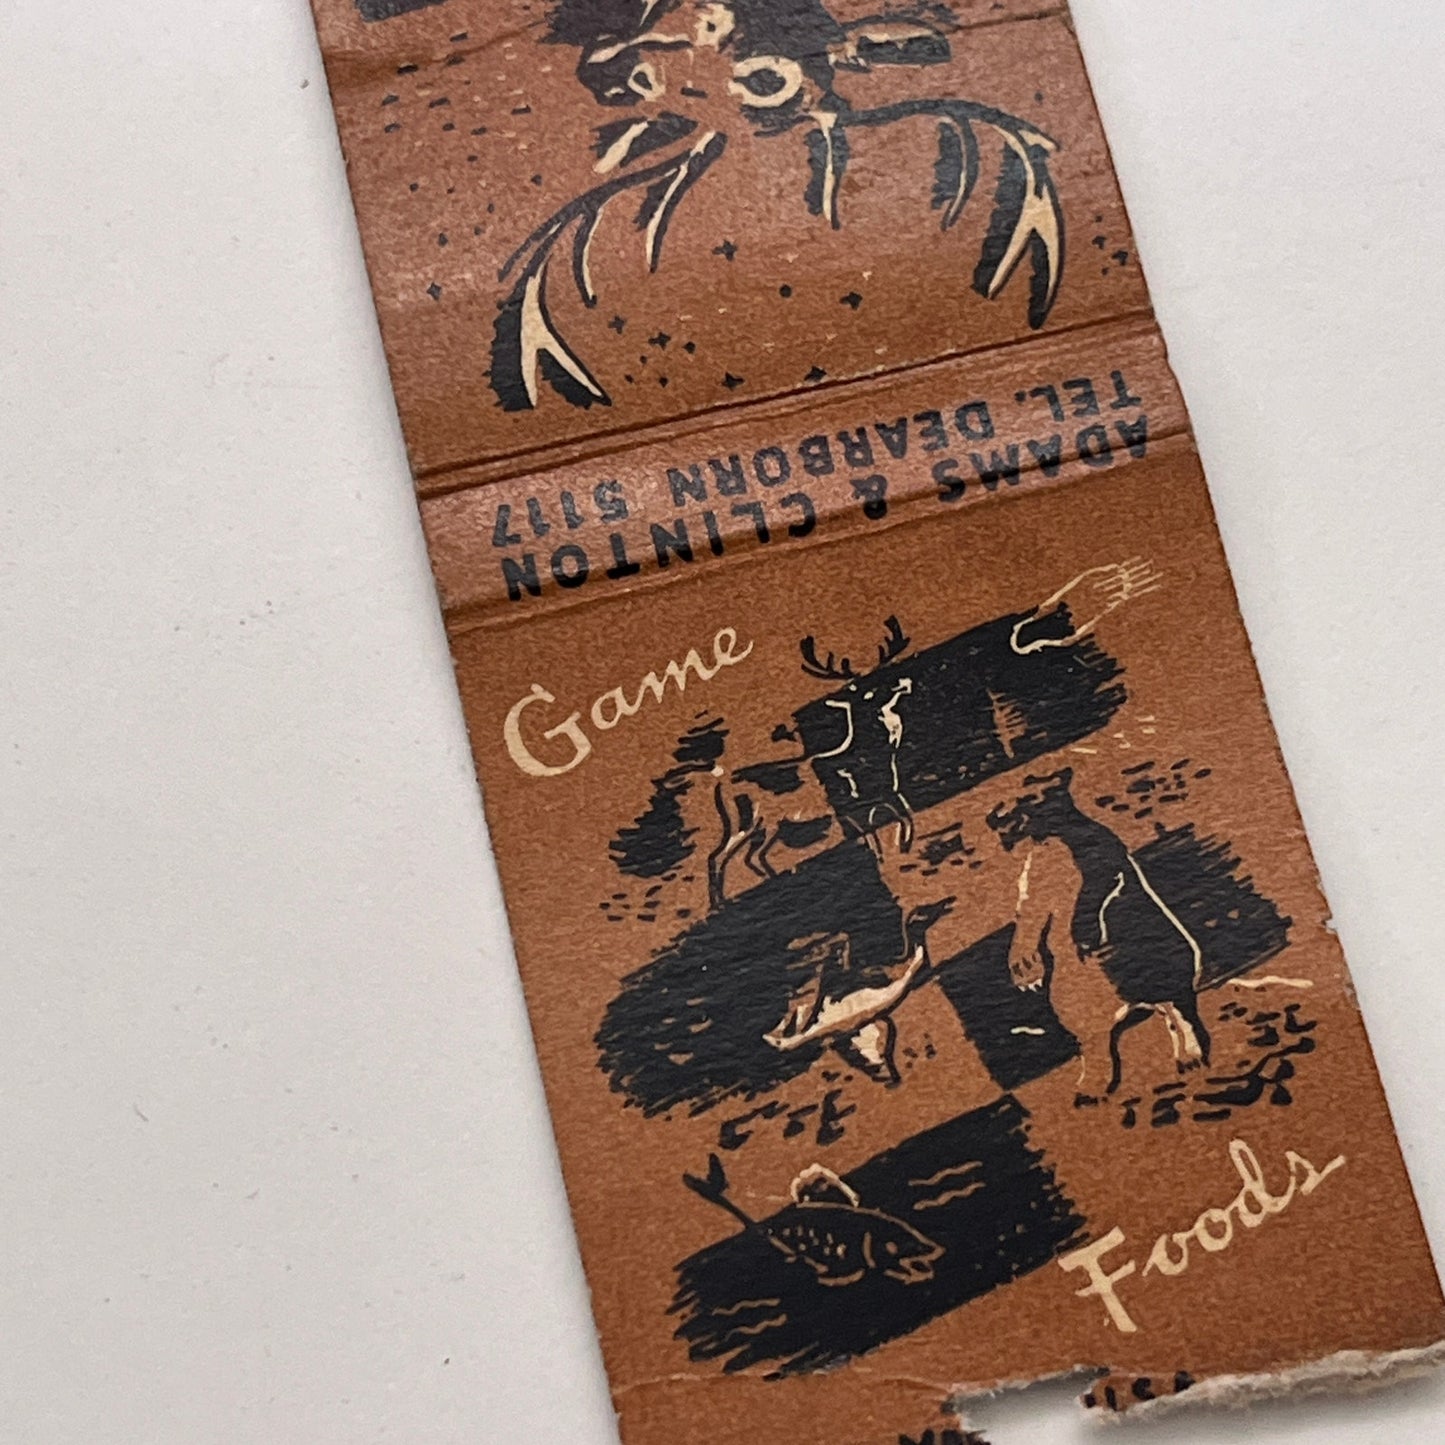 ADAMS & CLINTON
TEL. DEARBORN 5117
Game
Foods